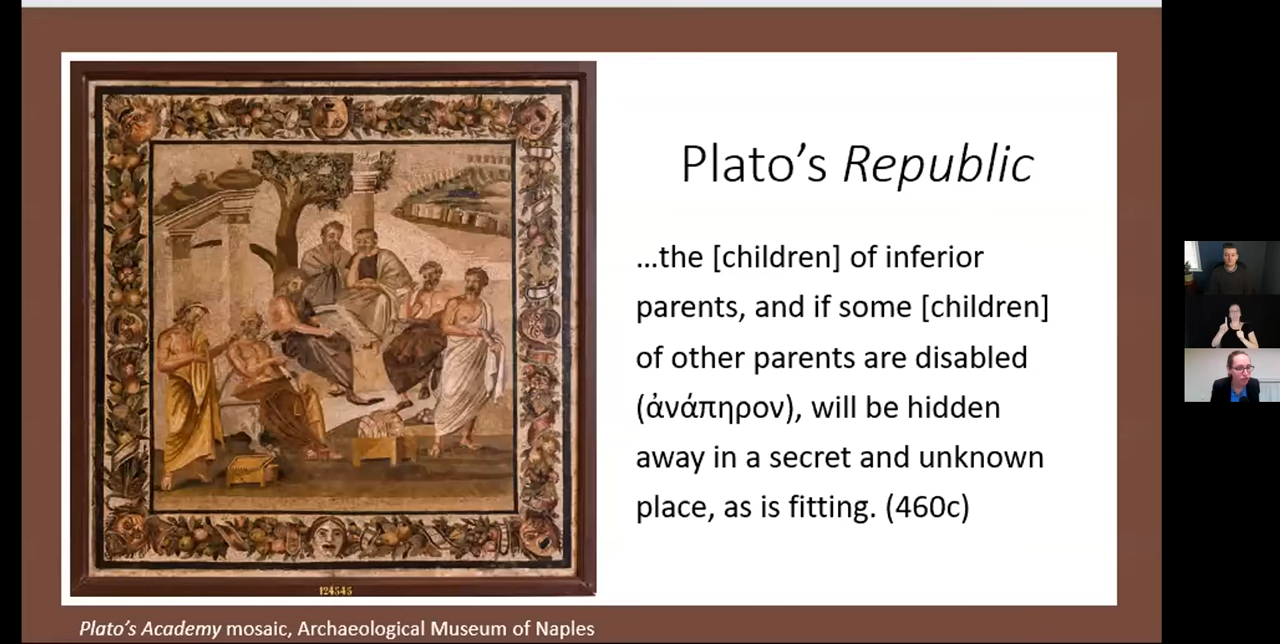 Plato’s Republic
…the [children] of inferior
parents, and if some [children]
of other parents are disabled
(ἀνάπηρον), will be hidden
away in a secret and unknown
place, as is fitting. (460c)
124545
Plato’s Academy mosaic, Archaeological Museum of Naples